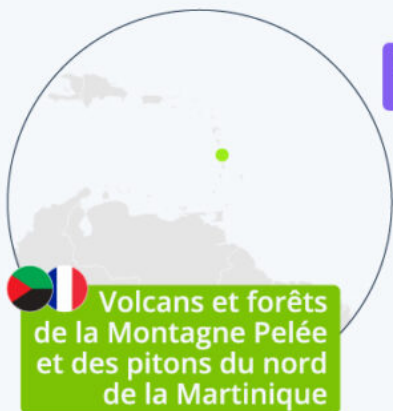 Volcans et forêts
de la Montagne Pelée
et des pitons du nord
de la Martinique